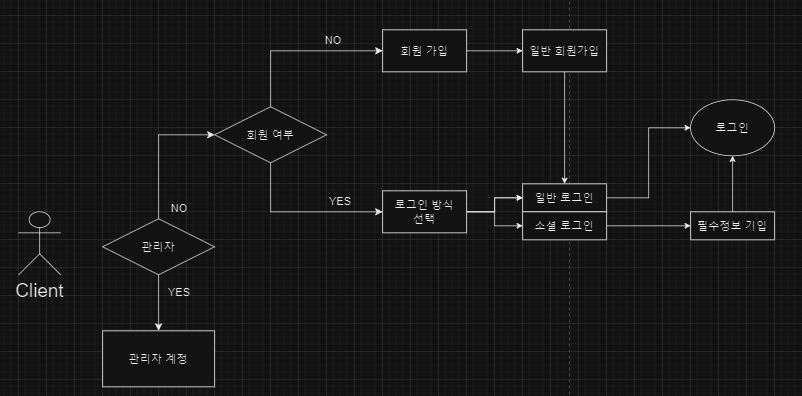 NO
회원 가입
일반 회원가입
회원 여부
로그인
YES
로그인 방식
선택
일반 로그인
소셜 로그인
필수정보 기입
NO
관리자
Client
YES
관리자 계정